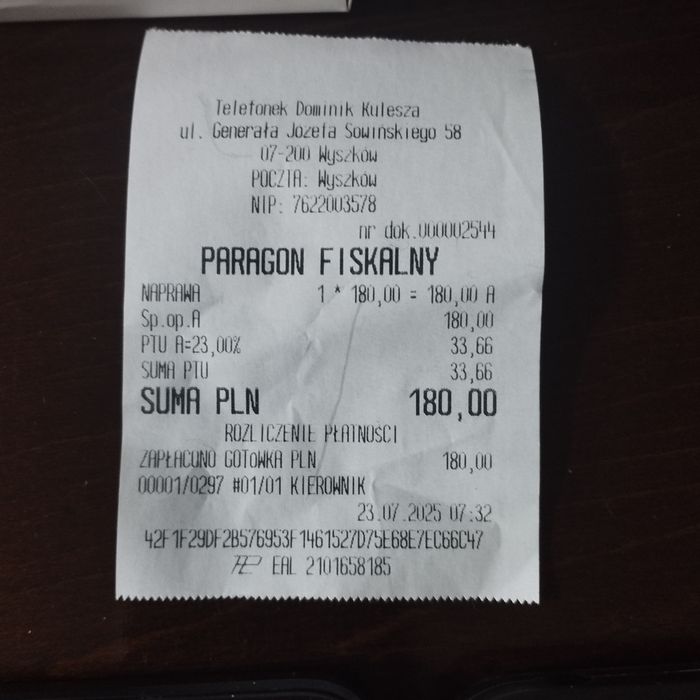 Telefonek Dominik Kulesza
ul. Generała Józefa Sowińskiego 58
07-200 Wyszków
POCZTA: Wyszków
NIP: 7622003578
nr dok.000002544
PARAGON FISKALNY
NAPRAWA 1 * 180,00 = 180,00 A
Sp.op.A 180,00
PTU A=23,00% 33,66
SUMA PTU 33,66
SUMA PLN 180,00
ROZLICZENIE PŁATNOŚCI
ZAPŁACONO GOTÓWKA PLN 180,00
00001/0297 #01/01 KIEROWNIK
23.07.2025 07:32
42F1F29DF2B576953F1461527D75E68E7EC66C47
EAL 2101658185